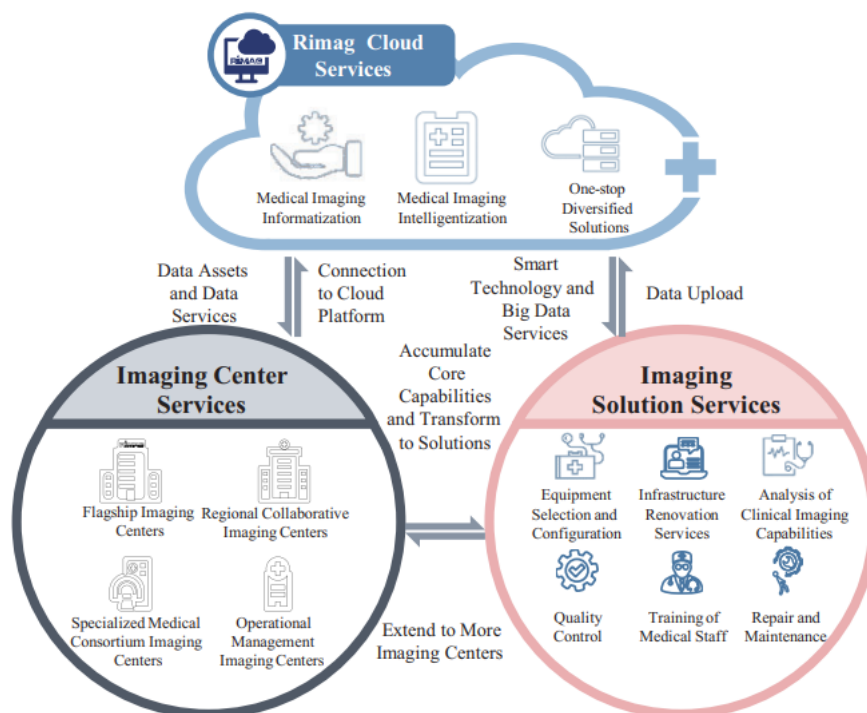 RIMAG
Rimag Cloud
Services
Medical Imaging
Informatization
Medical Imaging
Intelligentization
One-stop
Diversified
Solutions
Data Assets
and Data
Services
Connection
to Cloud
Platform
Smart
Technology and
Big Data
Services
Data Upload
Accumulate
Core
Capabilities
and Transform
to Solutions
Imaging Center
Services
Flagship Imaging
Centers
Regional Collaborative
Imaging Centers
Specialized Medical
Consortium Imaging
Centers
Operational
Management
Imaging Centers
Extend to More
Imaging Centers
Imaging
Solution Services
Equipment
Selection and
Configuration
Infrastructure
Renovation
Services
Analysis of
Clinical Imaging
Capabilities
Quality
Control
Training of
Medical Staff
Repair and
Maintenance